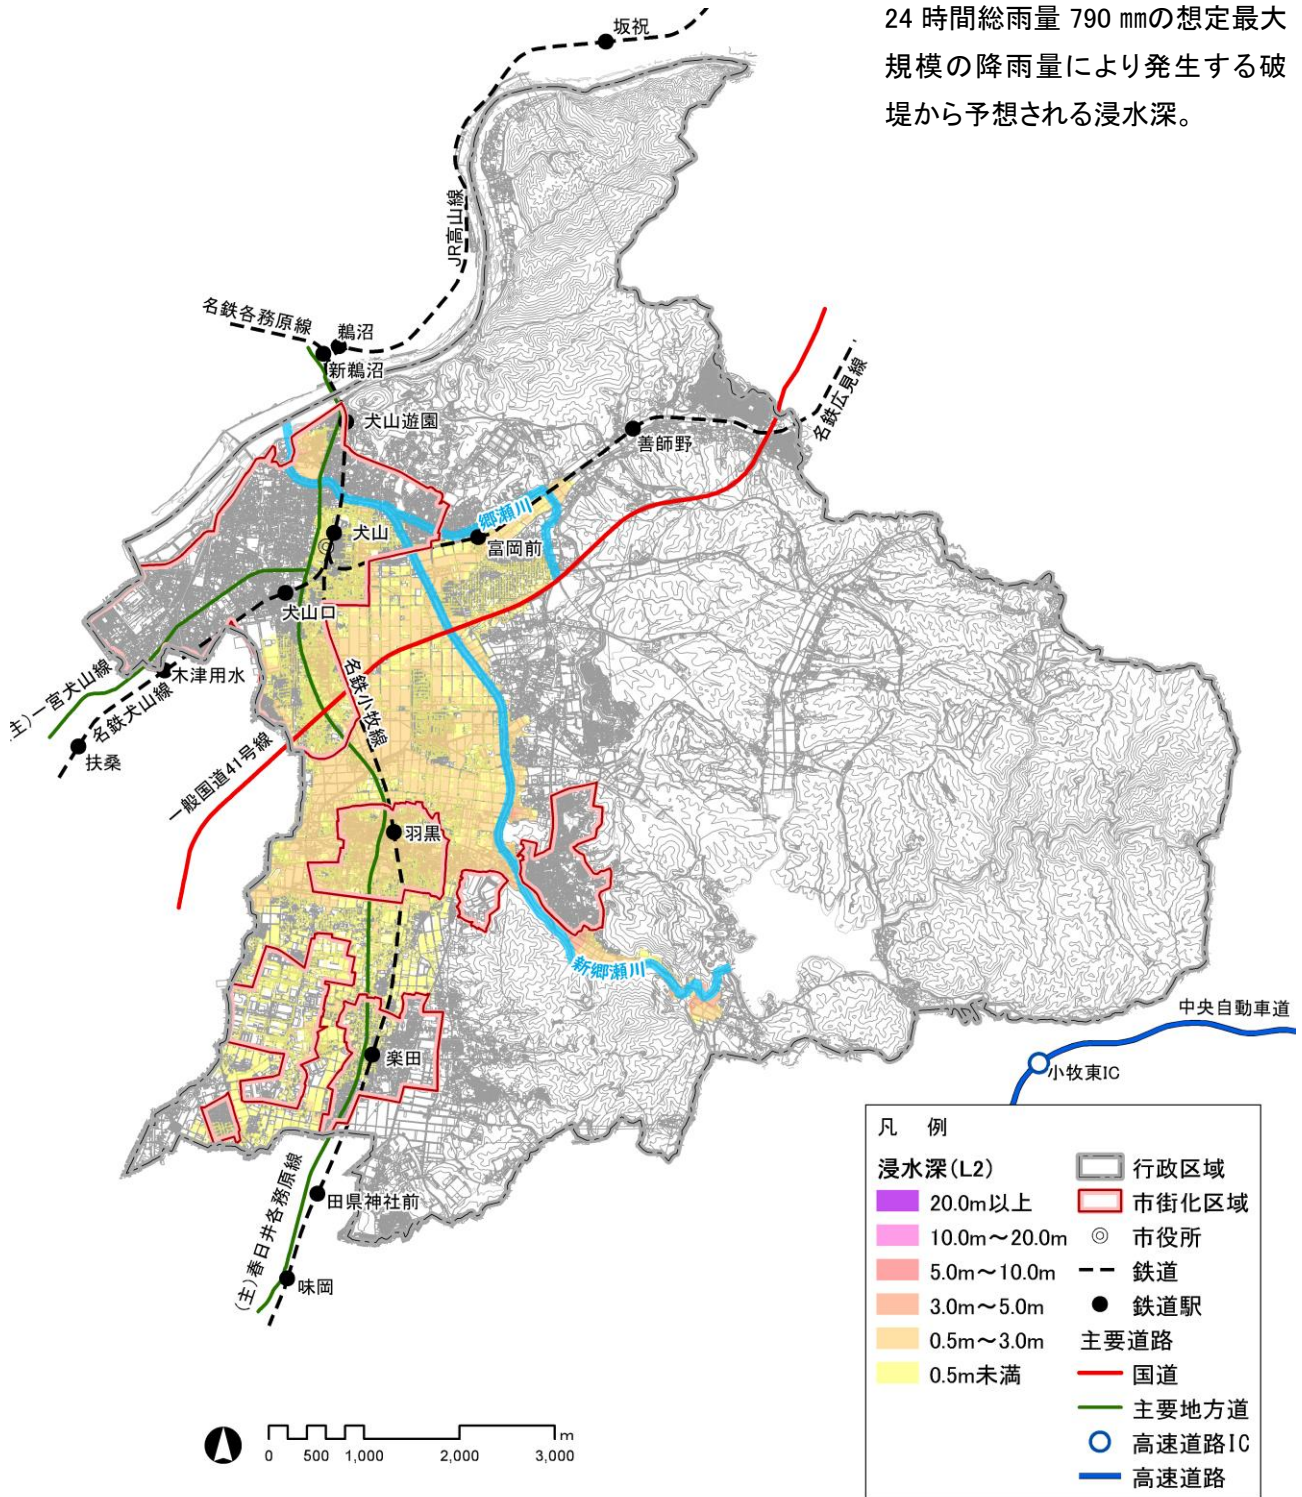 24 時間総雨量 790 ㎜の想定最大
規模の降雨量により発生する破
堤から予想される浸水深。
坂祝
JR高山線
名鉄各務原線
鵜沼
新鵜沼
犬山遊園
善師野
名鉄広見線
郷瀬川
犬山
富岡前
犬山口
木津用水
(主)一宮犬山線
名鉄犬山線
扶桑
名鉄小牧線
一般国道41号線
羽黒
新郷瀬川
楽田
中央自動車道
小牧東IC
田県神社前
(主)春日井各務原線
味岡
凡 例
浸水深(L2)
20.0m以上
10.0m～20.0m
5.0m～10.0m
3.0m～5.0m
0.5m～3.0m
0.5m未満
行政区域
市街化区域
市役所
鉄道
鉄道駅
主要道路
国道
主要地方道
高速道路IC
高速道路
0 500 1,000 2,000 3,000 m